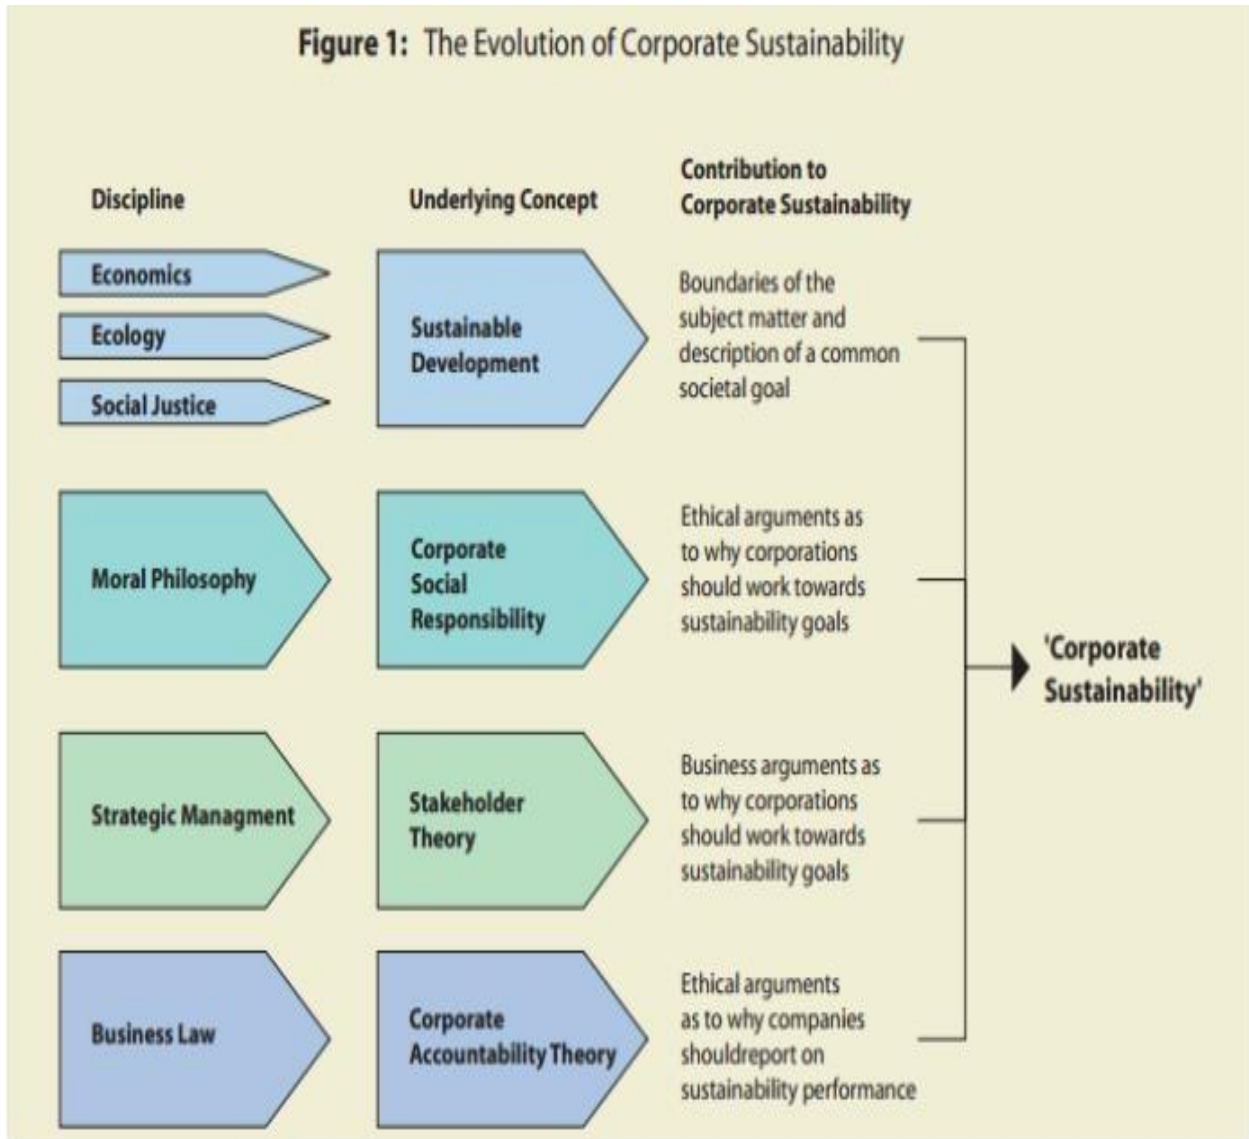 Figure 1: The Evolution of Corporate Sustainability
Discipline
Underlying Concept
Contribution to
Corporate Sustainability
Economics
Ecology
Social Justice
Sustainable
Development
Boundaries of the
subject matter and
description of a common
societal goal
Moral Philosophy
Corporate
Social
Responsibility
Ethical arguments as
to why corporations
should work towards
sustainability goals
Strategic Managment
Stakeholder
Theory
Business arguments as
to why corporations
should work towards
sustainability goals
Business Law
Corporate
Accountability Theory
Ethical arguments
as to why companies
shouldreport on
sustainability performance
'Corporate
Sustainability'